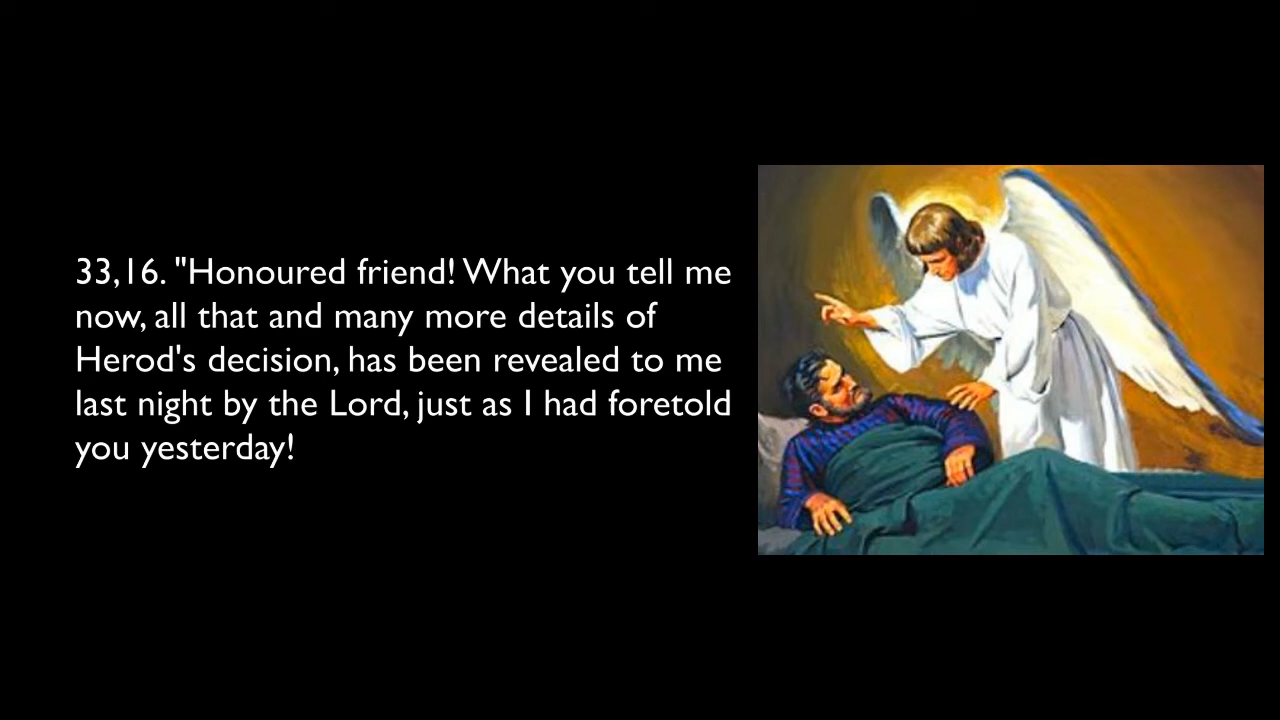 33,16. "Honoured friend! What you tell me
now, all that and many more details of
Herod's decision, has been revealed to me
last night by the Lord, just as I had foretold
you yesterday!